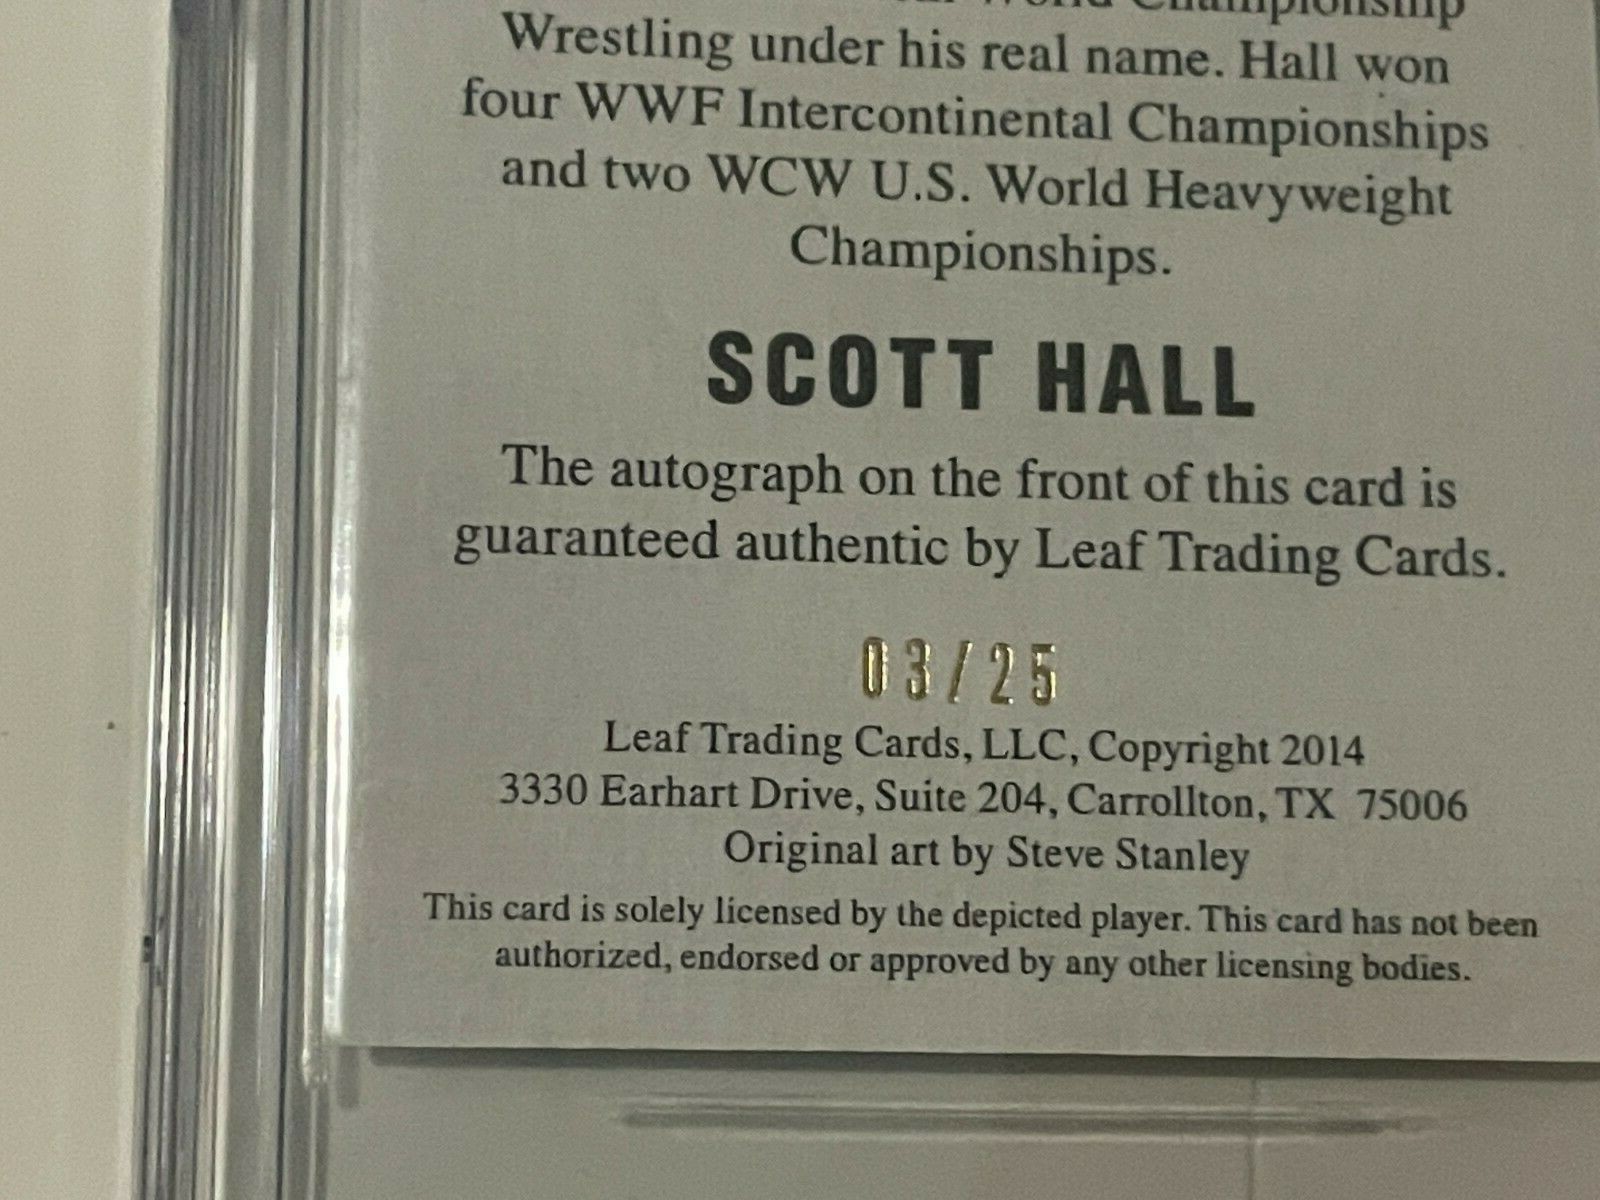 World Championship
Wrestling under his real name. Hall won
four WWF Intercontinental Championships
and two WCW U.S. World Heavyweight
Championships.
SCOTT HALL
The autograph on the front of this card is
guaranteed authentic by Leaf Trading Cards.
03/25
Leaf Trading Cards, LLC, Copyright 2014
3330 Earhart Drive, Suite 204, Carrollton, TX 75006
Original art by Steve Stanley
This card is solely licensed by the depicted player. This card has not been
authorized, endorsed or approved by any other licensing bodies.